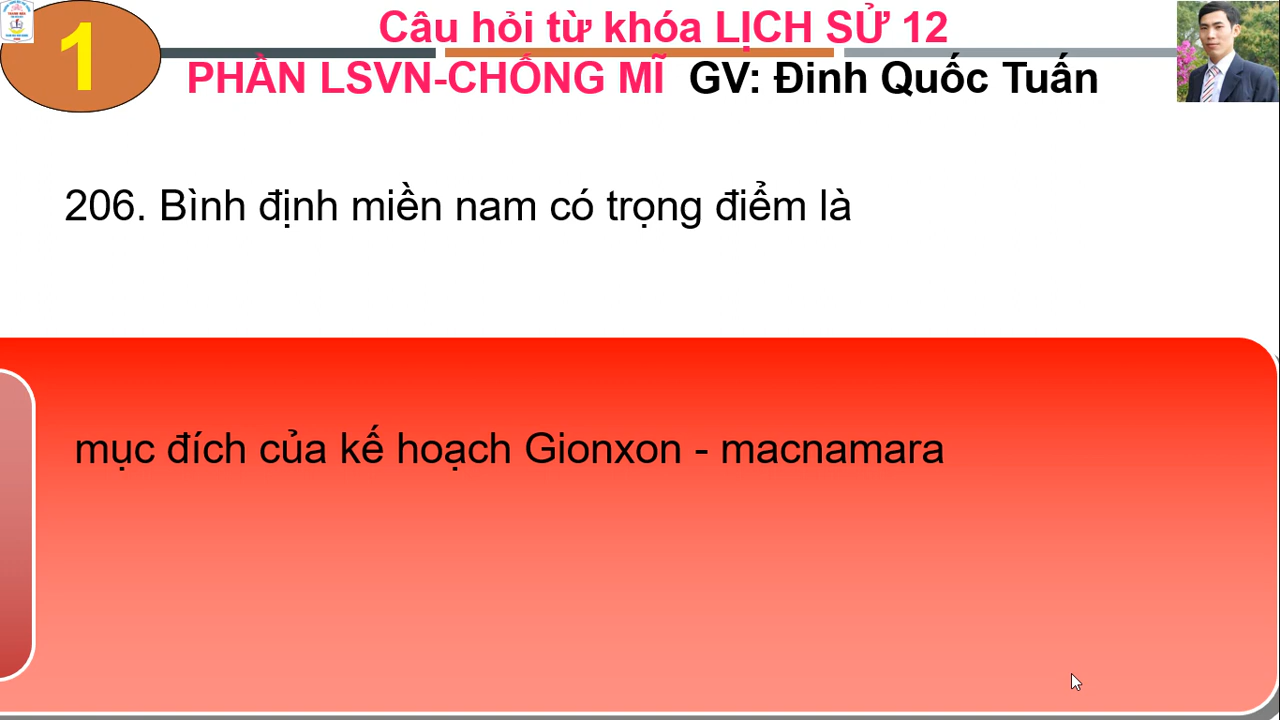 1
Câu hỏi từ khóa LỊCH SỬ 12
PHẦN LSVN-CHỐNG MĨ GV: Đinh Quốc Tuấn
206. Bình định miền nam có trọng điểm là
mục đích của kế hoạch Gionxon - macnamara